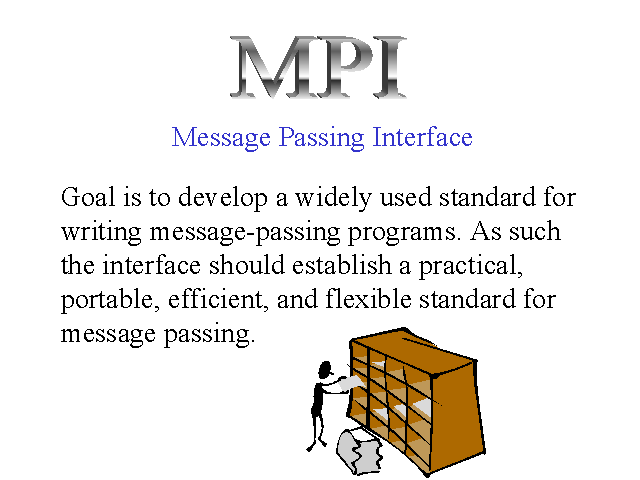 MPI
Message Passing Interface
Goal is to develop a widely used standard for
writing message-passing programs. As such
the interface should establish a practical,
portable, efficient, and flexible standard for
message passing.